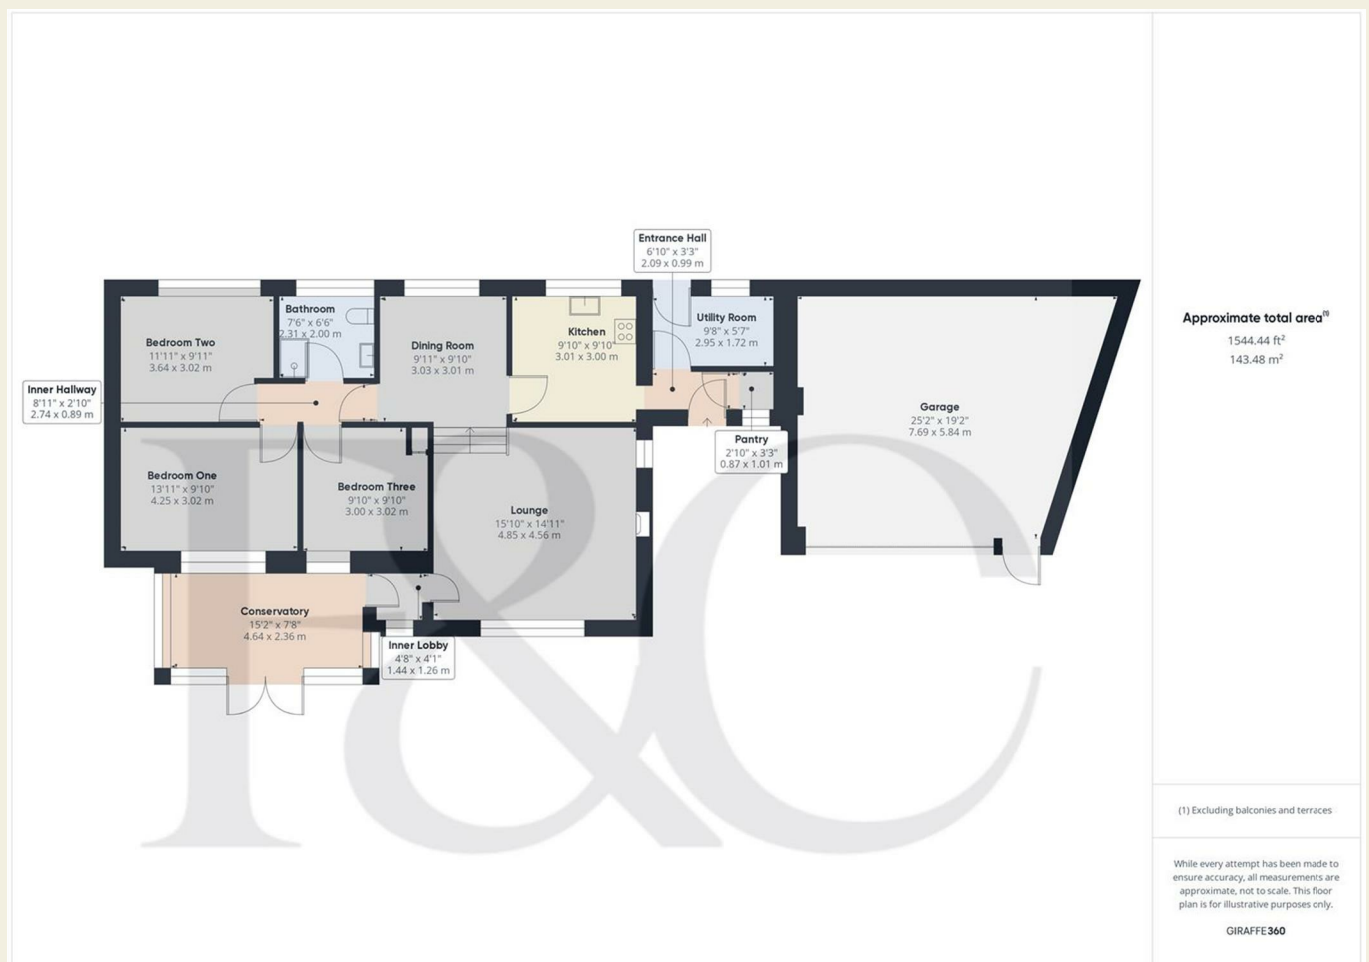 Entrance Hall
6'10" x 3'3"
2.09 x 0.99 m
Bathroom
7'6" x 6'6"
2.31 x 2.00 m
Utility Room
9'8" x 5'7"
2.95 x 1.72 m
Kitchen
9'10" x 9'10"
3.01 x 3.00 m
Bedroom Two
11'11" x 9'11"
3.64 x 3.02 m
Dining Room
9'11" x 9'10"
3.03 x 3.01 m
Inner Hallway
8'11" x 2'10"
2.74 x 0.89 m
Garage
25'2" x 19'2"
7.69 x 5.84 m
Pantry
2'10" x 3'3"
0.87 x 1.01 m
Bedroom One
13'11" x 9'10"
4.25 x 3.02 m
Bedroom Three
9'10" x 9'10"
3.00 x 3.02 m
Lounge
15'10" x 14'11"
4.85 x 4.56 m
Conservatory
15'2" x 7'8"
4.64 x 2.36 m
Inner Lobby
4'8" x 4'1"
1.44 x 1.26 m
F&C
Approximate total area(1)
1544.44 ft²
143.48 m²
(1) Excluding balconies and terraces
While every attempt has been made to
ensure accuracy, all measurements are
approximate, not to scale. This floor
plan is for illustrative purposes only.
GIRAFFE360